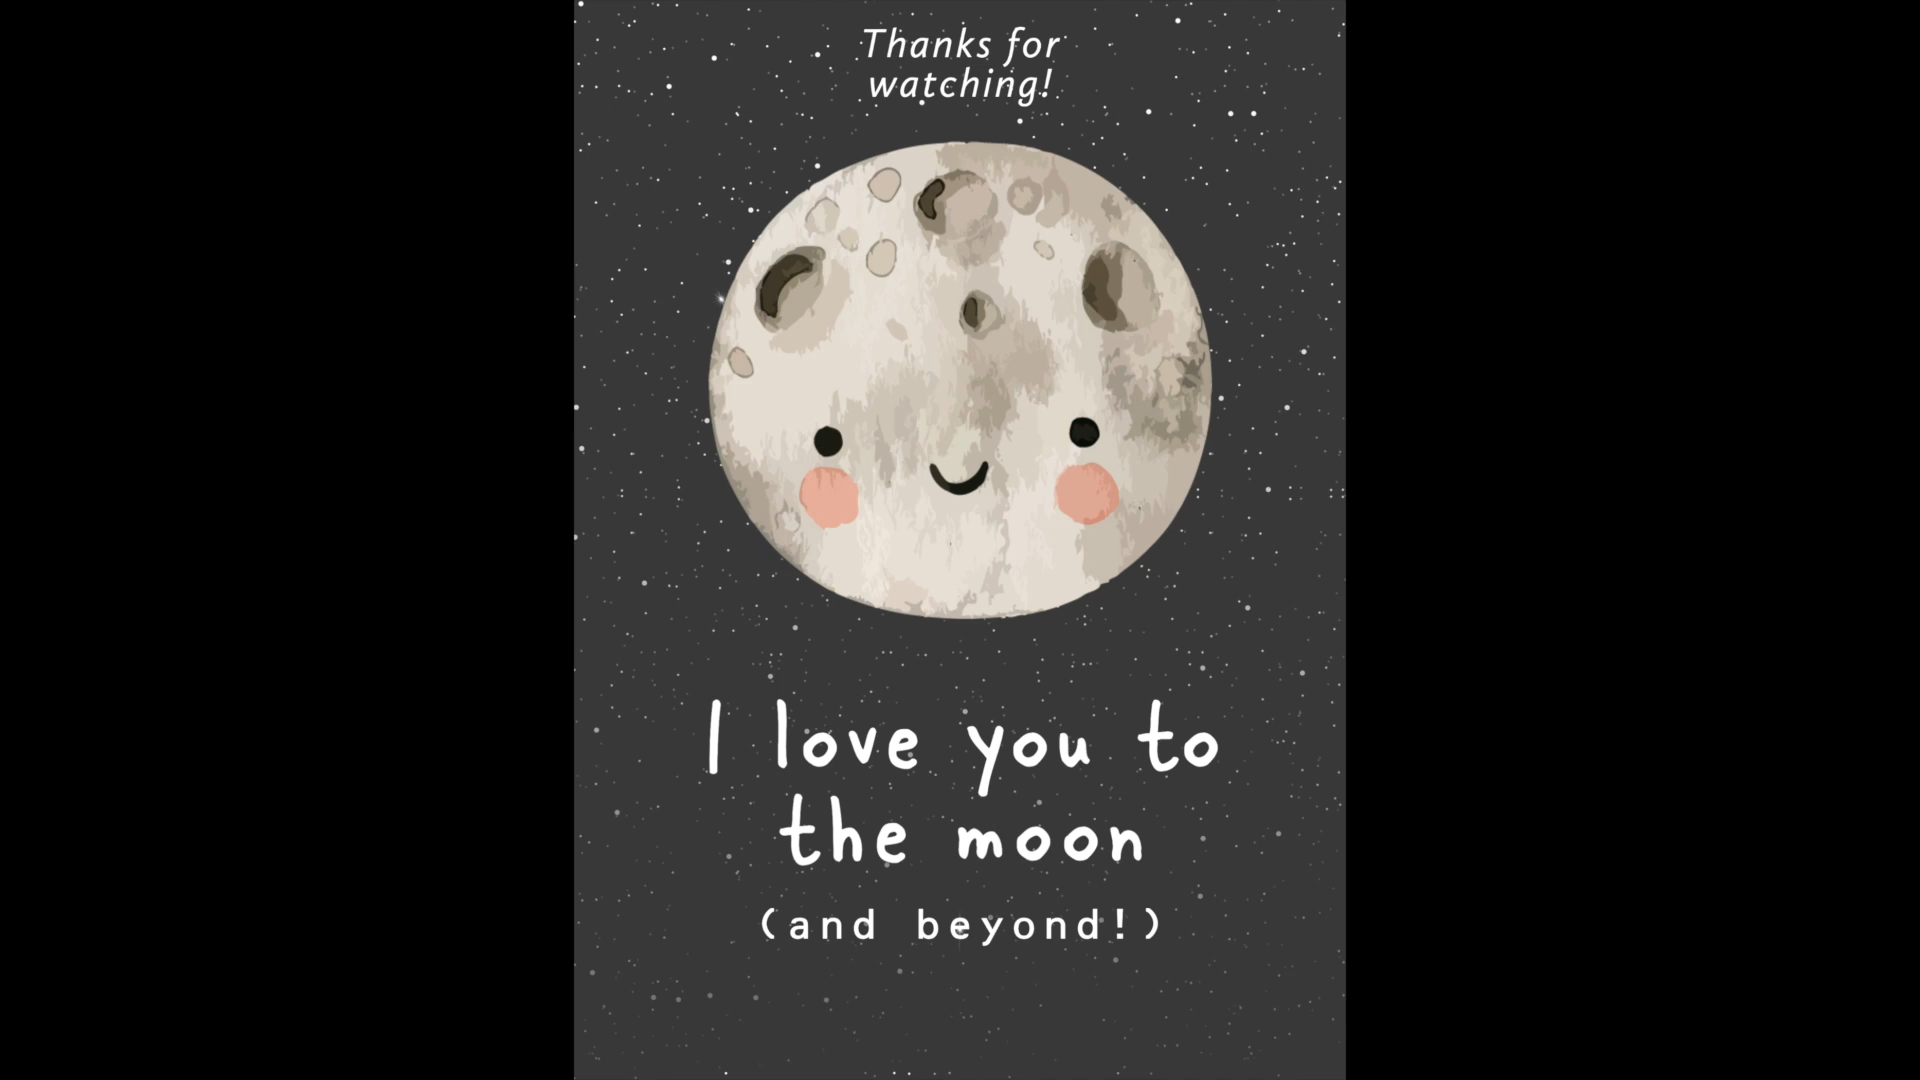 Thanks for
watching!
I love you to
the moon
(and beyond!)